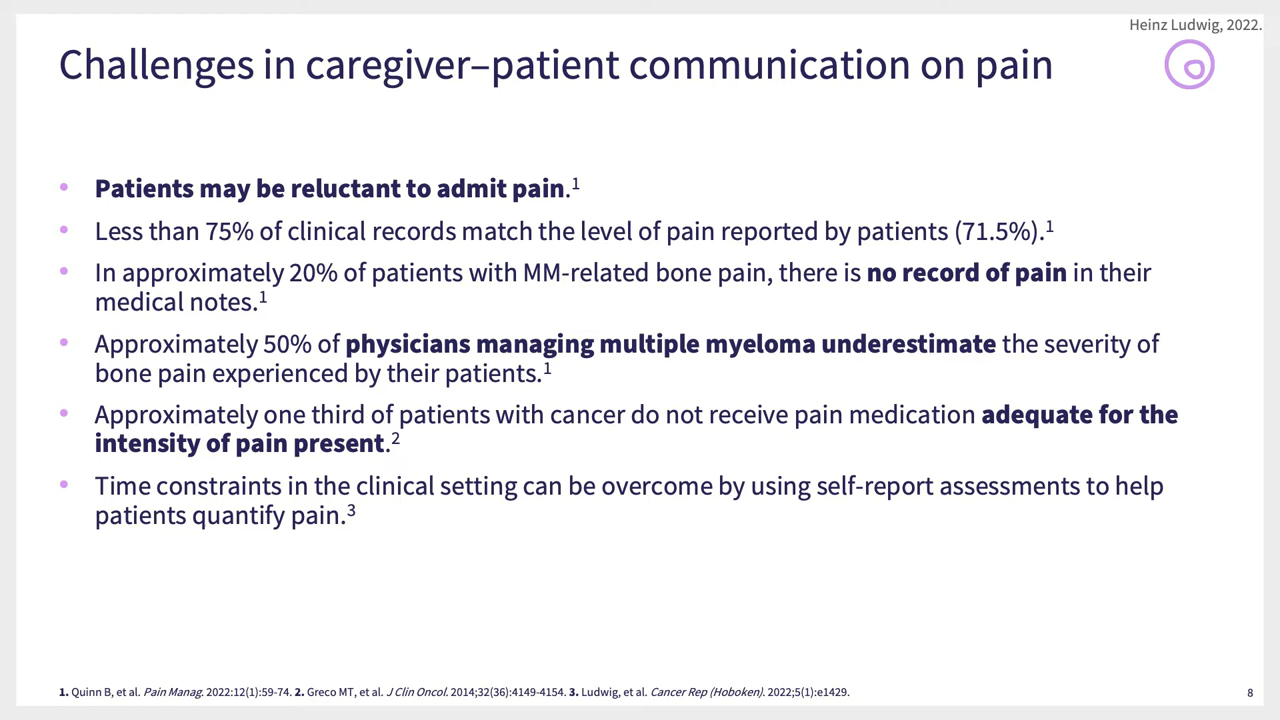 Heinz Ludwig, 2022.
Challenges in caregiver–patient communication on pain
• Patients may be reluctant to admit pain.1
• Less than 75% of clinical records match the level of pain reported by patients (71.5%).1
• In approximately 20% of patients with MM-related bone pain, there is no record of pain in their
medical notes.1
• Approximately 50% of physicians managing multiple myeloma underestimate the severity of
bone pain experienced by their patients.1
• Approximately one third of patients with cancer do not receive pain medication adequate for the
intensity of pain present.2
• Time constraints in the clinical setting can be overcome by using self-report assessments to help
patients quantify pain.3
1. Quinn B, et al. Pain Manag. 2022:12(1):59-74. 2. Greco MT, et al. J Clin Oncol. 2014;32(36):4149-4154. 3. Ludwig, et al. Cancer Rep (Hoboken). 2022;5(1):e1429.
8